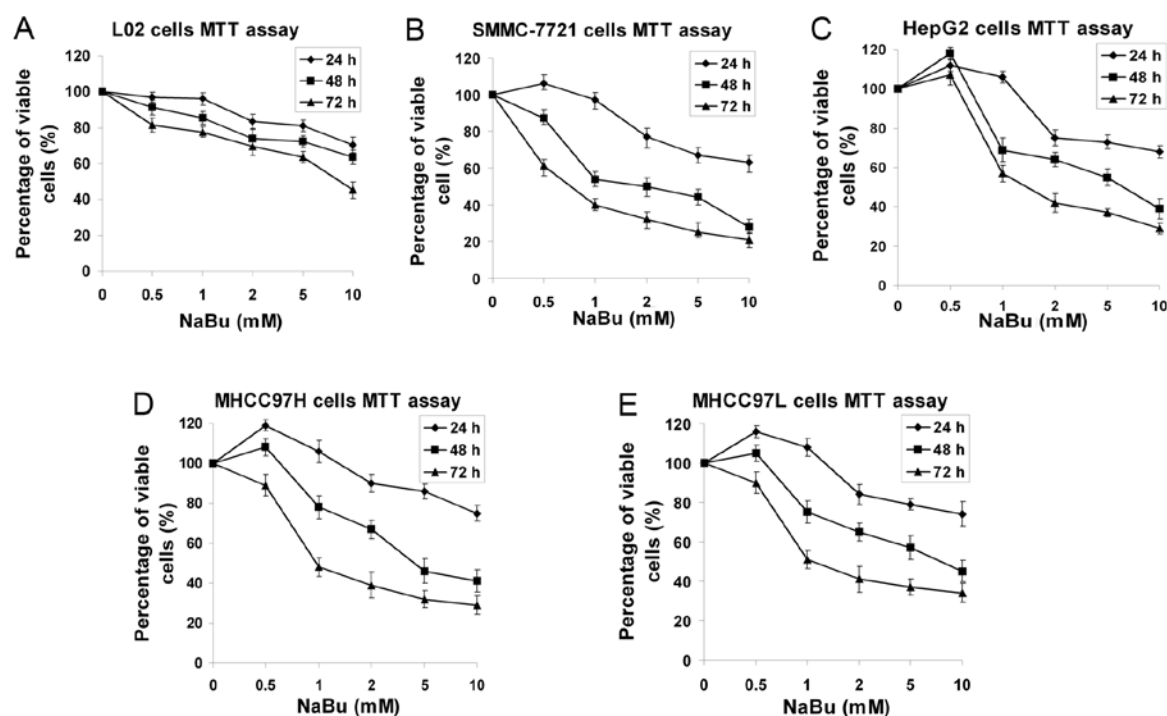 A
L02 cells MTT assay
120
100
80
60
40
20
0
Percentage of viable
cells (%)
24 h
48 h
72 h
0 0.5 1 2 5 10
NaBu (mM)
B
SMMC-7721 cells MTT assay
120
100
80
60
40
20
0
Percentage of viable
cell (%)
24 h
48 h
72 h
0 0.5 1 2 5 10
NaBu (mM)
C
HepG2 cells MTT assay
120
100
80
60
40
20
0
Percentage of viable
cells (%)
24 h
48 h
72 h
0 0.5 1 2 5 10
NaBu (mM)
D
MHCC97H cells MTT assay
120
100
80
60
40
20
0
Percentage of viable
cells (%)
24 h
48 h
72 h
0 0.5 1 2 5 10
NaBu (mM)
E
MHCC97L cells MTT assay
120
100
80
60
40
20
0
Percentage of viable
cells (%)
24 h
48 h
72 h
0 0.5 1 2 5 10
NaBu (mM)